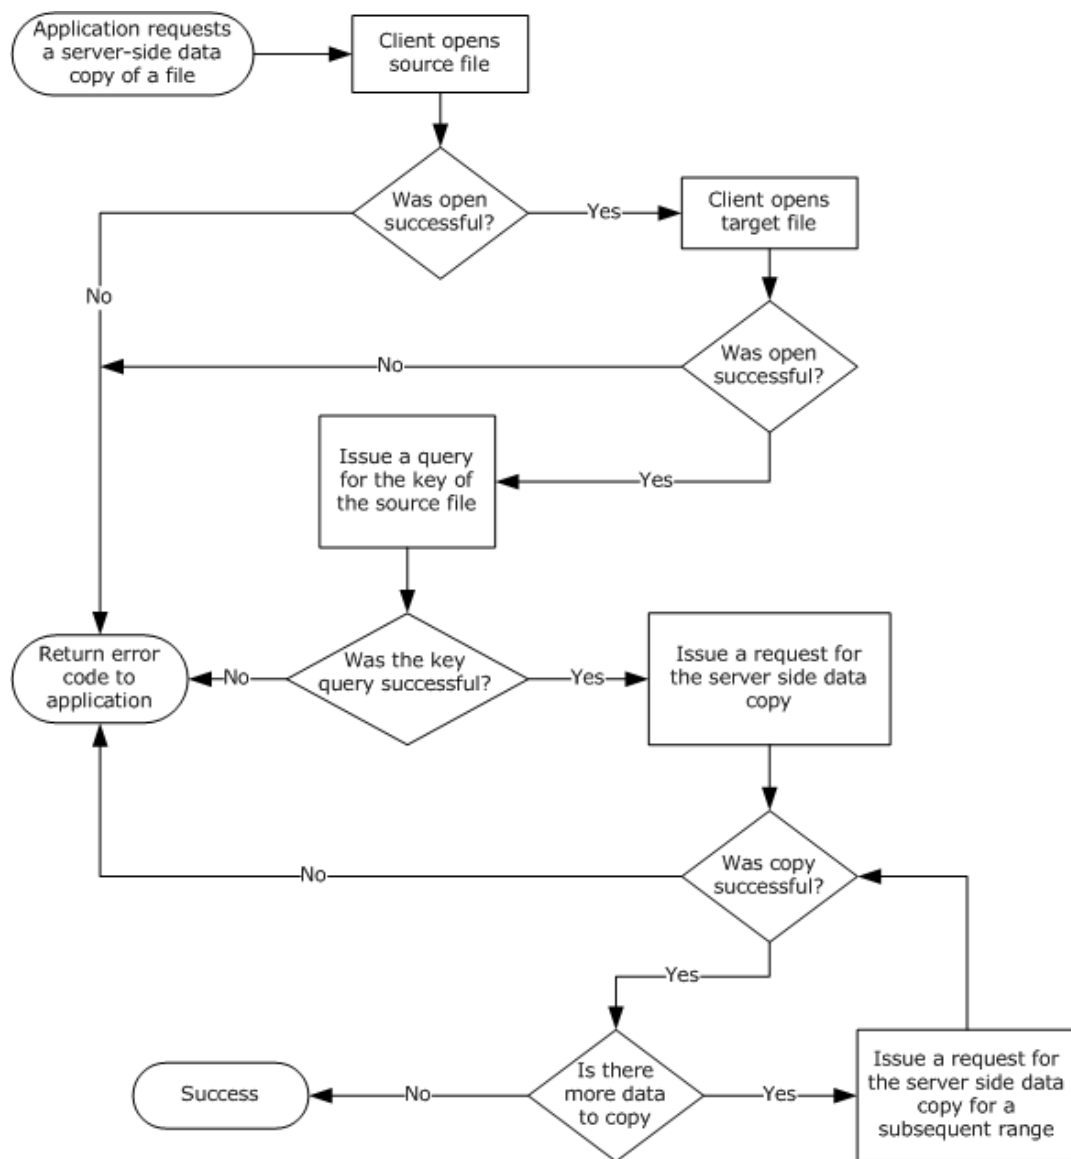 Application requests
a server-side data
copy of a file
Client opens
source file
Was open
successful?
Yes
Client opens
target file
No
Was open
successful?
No
Issue a query
for the key of
the source file
Yes
Return error
code to
application
No
Was the key
query successful?
Yes
Issue a request for
the server side data
copy
No
Was copy
successful?
Yes
Success
No
Is there
more data
to copy
Yes
Issue a request for
the server side data
copy for a
subsequent range